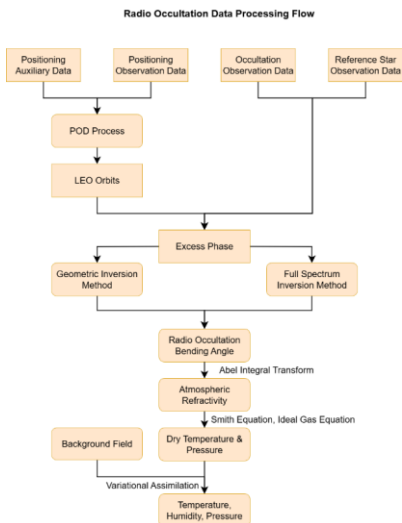 Radio Occultation Data Processing Flow
Positioning
Auxiliary Data
Positioning
Observation Data
Occultation
Observation Data
Reference Star
Observation Data
POD Process
LEO Orbits
Excess Phase
Geometric Inversion
Method
Full Spectrum
Inversion Method
Radio Occultation
Bending Angle
Abel Integral Transform
Atmospheric
Refractivity
Smith Equation, Ideal Gas Equation
Background Field
Dry Temperature &
Pressure
Variational Assimilation
Temperature,
Humidity, Pressure